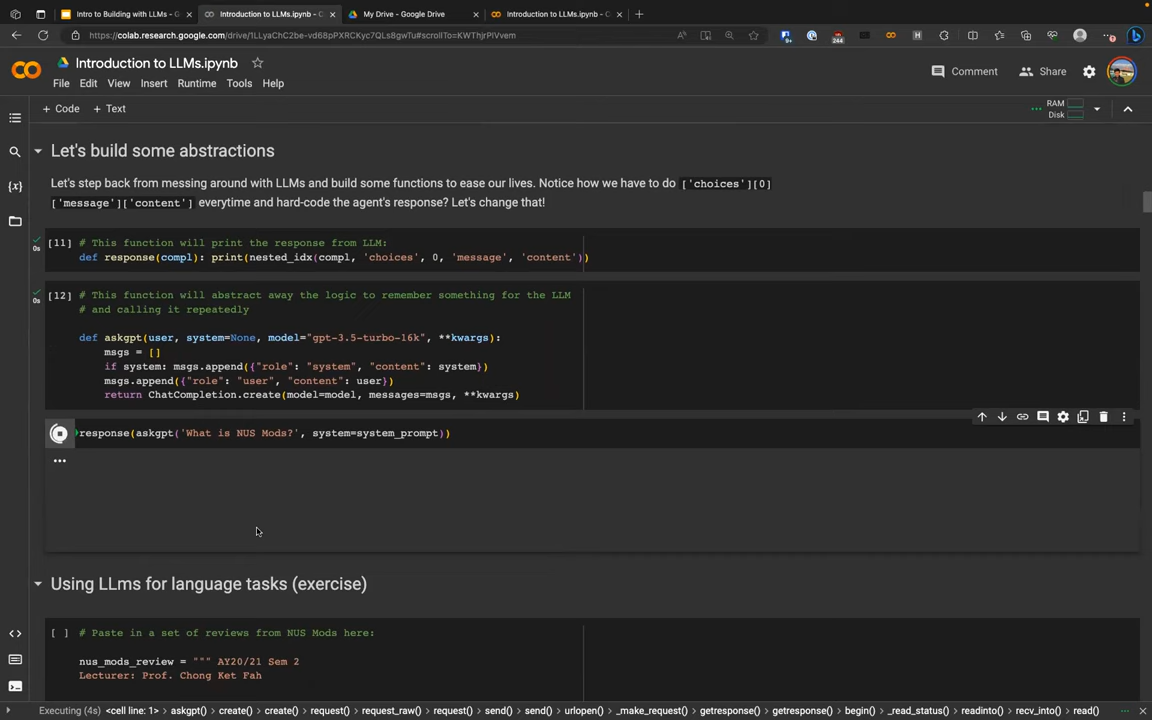 Intro to Building with LLMs - G
Introduction to LLMs.ipynb - C
My Drive - Google Drive
Introduction to LLMs.ipynb - C
https://colab.research.google.com/drive/1LLyaChC2be-vd68pPXRCKyc7QLs8gwTu#scrollTo=KWThjrPIVvem
244
Introduction to LLMs.ipynb
File Edit View Insert Runtime Tools Help
Comment
Share
+ Code + Text
RAM
Disk
Let's build some abstractions
Let's step back from messing around with LLMs and build some functions to ease our lives. Notice how we have to do ['choices'][0]
['message']['content'] everytime and hard-code the agent's response? Let's change that!
0s
[11] # This function will print the response from LLM:
def response(compl): print(nested_idx(compl, 'choices', 0, 'message', 'content'))
0s
[12] # This function will abstract away the logic to remember something for the LLM
# and calling it repeatedly
def askgpt(user, system=None, model="gpt-3.5-turbo-16k", **kwargs):
msgs = []
if system: msgs.append({"role": "system", "content": system})
msgs.append({"role": "user", "content": user})
return ChatCompletion.create(model=model, messages=msgs, **kwargs)
response(askgpt('What is NUS Mods?', system=system_prompt))
...
Using LLms for language tasks (exercise)
[ ] # Paste in a set of reviews from NUS Mods here:
nus_mods_review = """ AY20/21 Sem 2
Lecturer: Prof. Chong Ket Fah
Executing (4s) <cell line: 1> > askgpt() > create() > create() > request() > request_raw() > request() > send() > send() > urlopen() > _make_request() > getresponse() > getresponse() > begin() > _read_status() > readinto() > recv_into() > read()